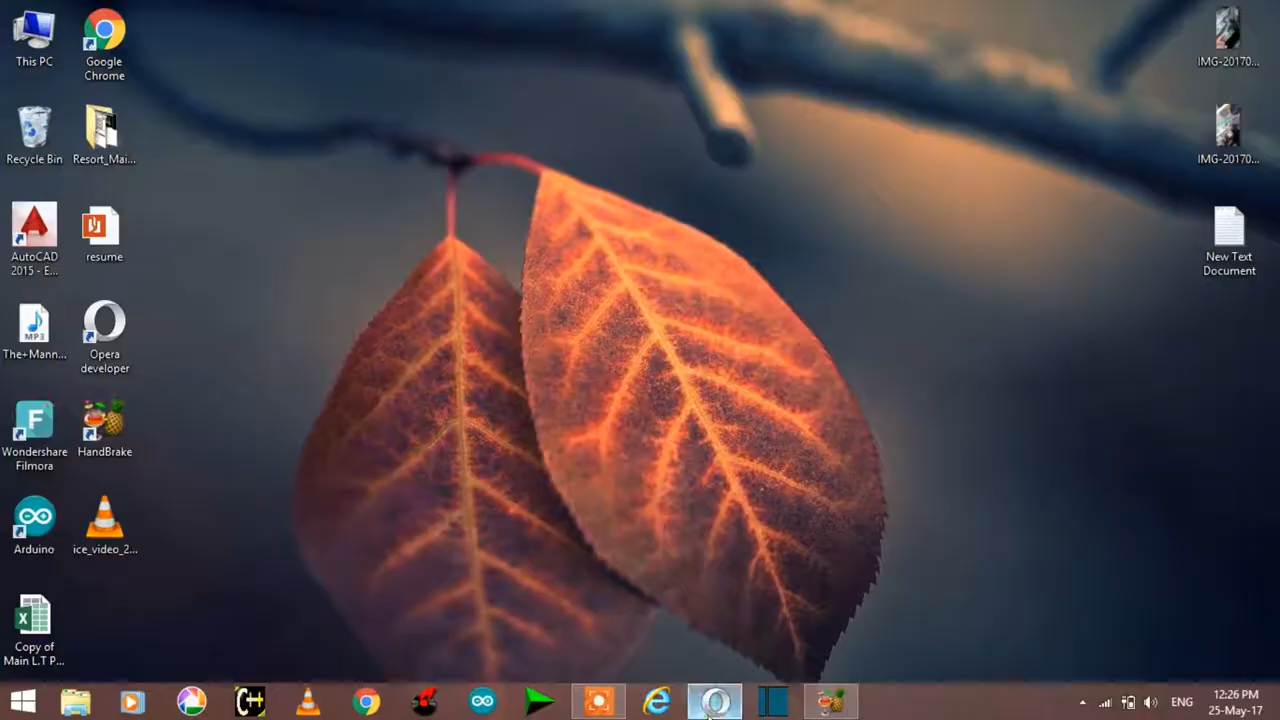 This PC
Google
Chrome
IMG-20170...
Recycle Bin
Resort_Mai...
IMG-20170...
AutoCAD
2015 - E...
resume
New Text
Document
MP3
The+Mann...
Opera
developer
F
Wondershare
Filmora
HandBrake
Arduino
ice_video_2...
X
Copy of
Main L.T P...
C++
ENG
12:26 PM
25-May-17